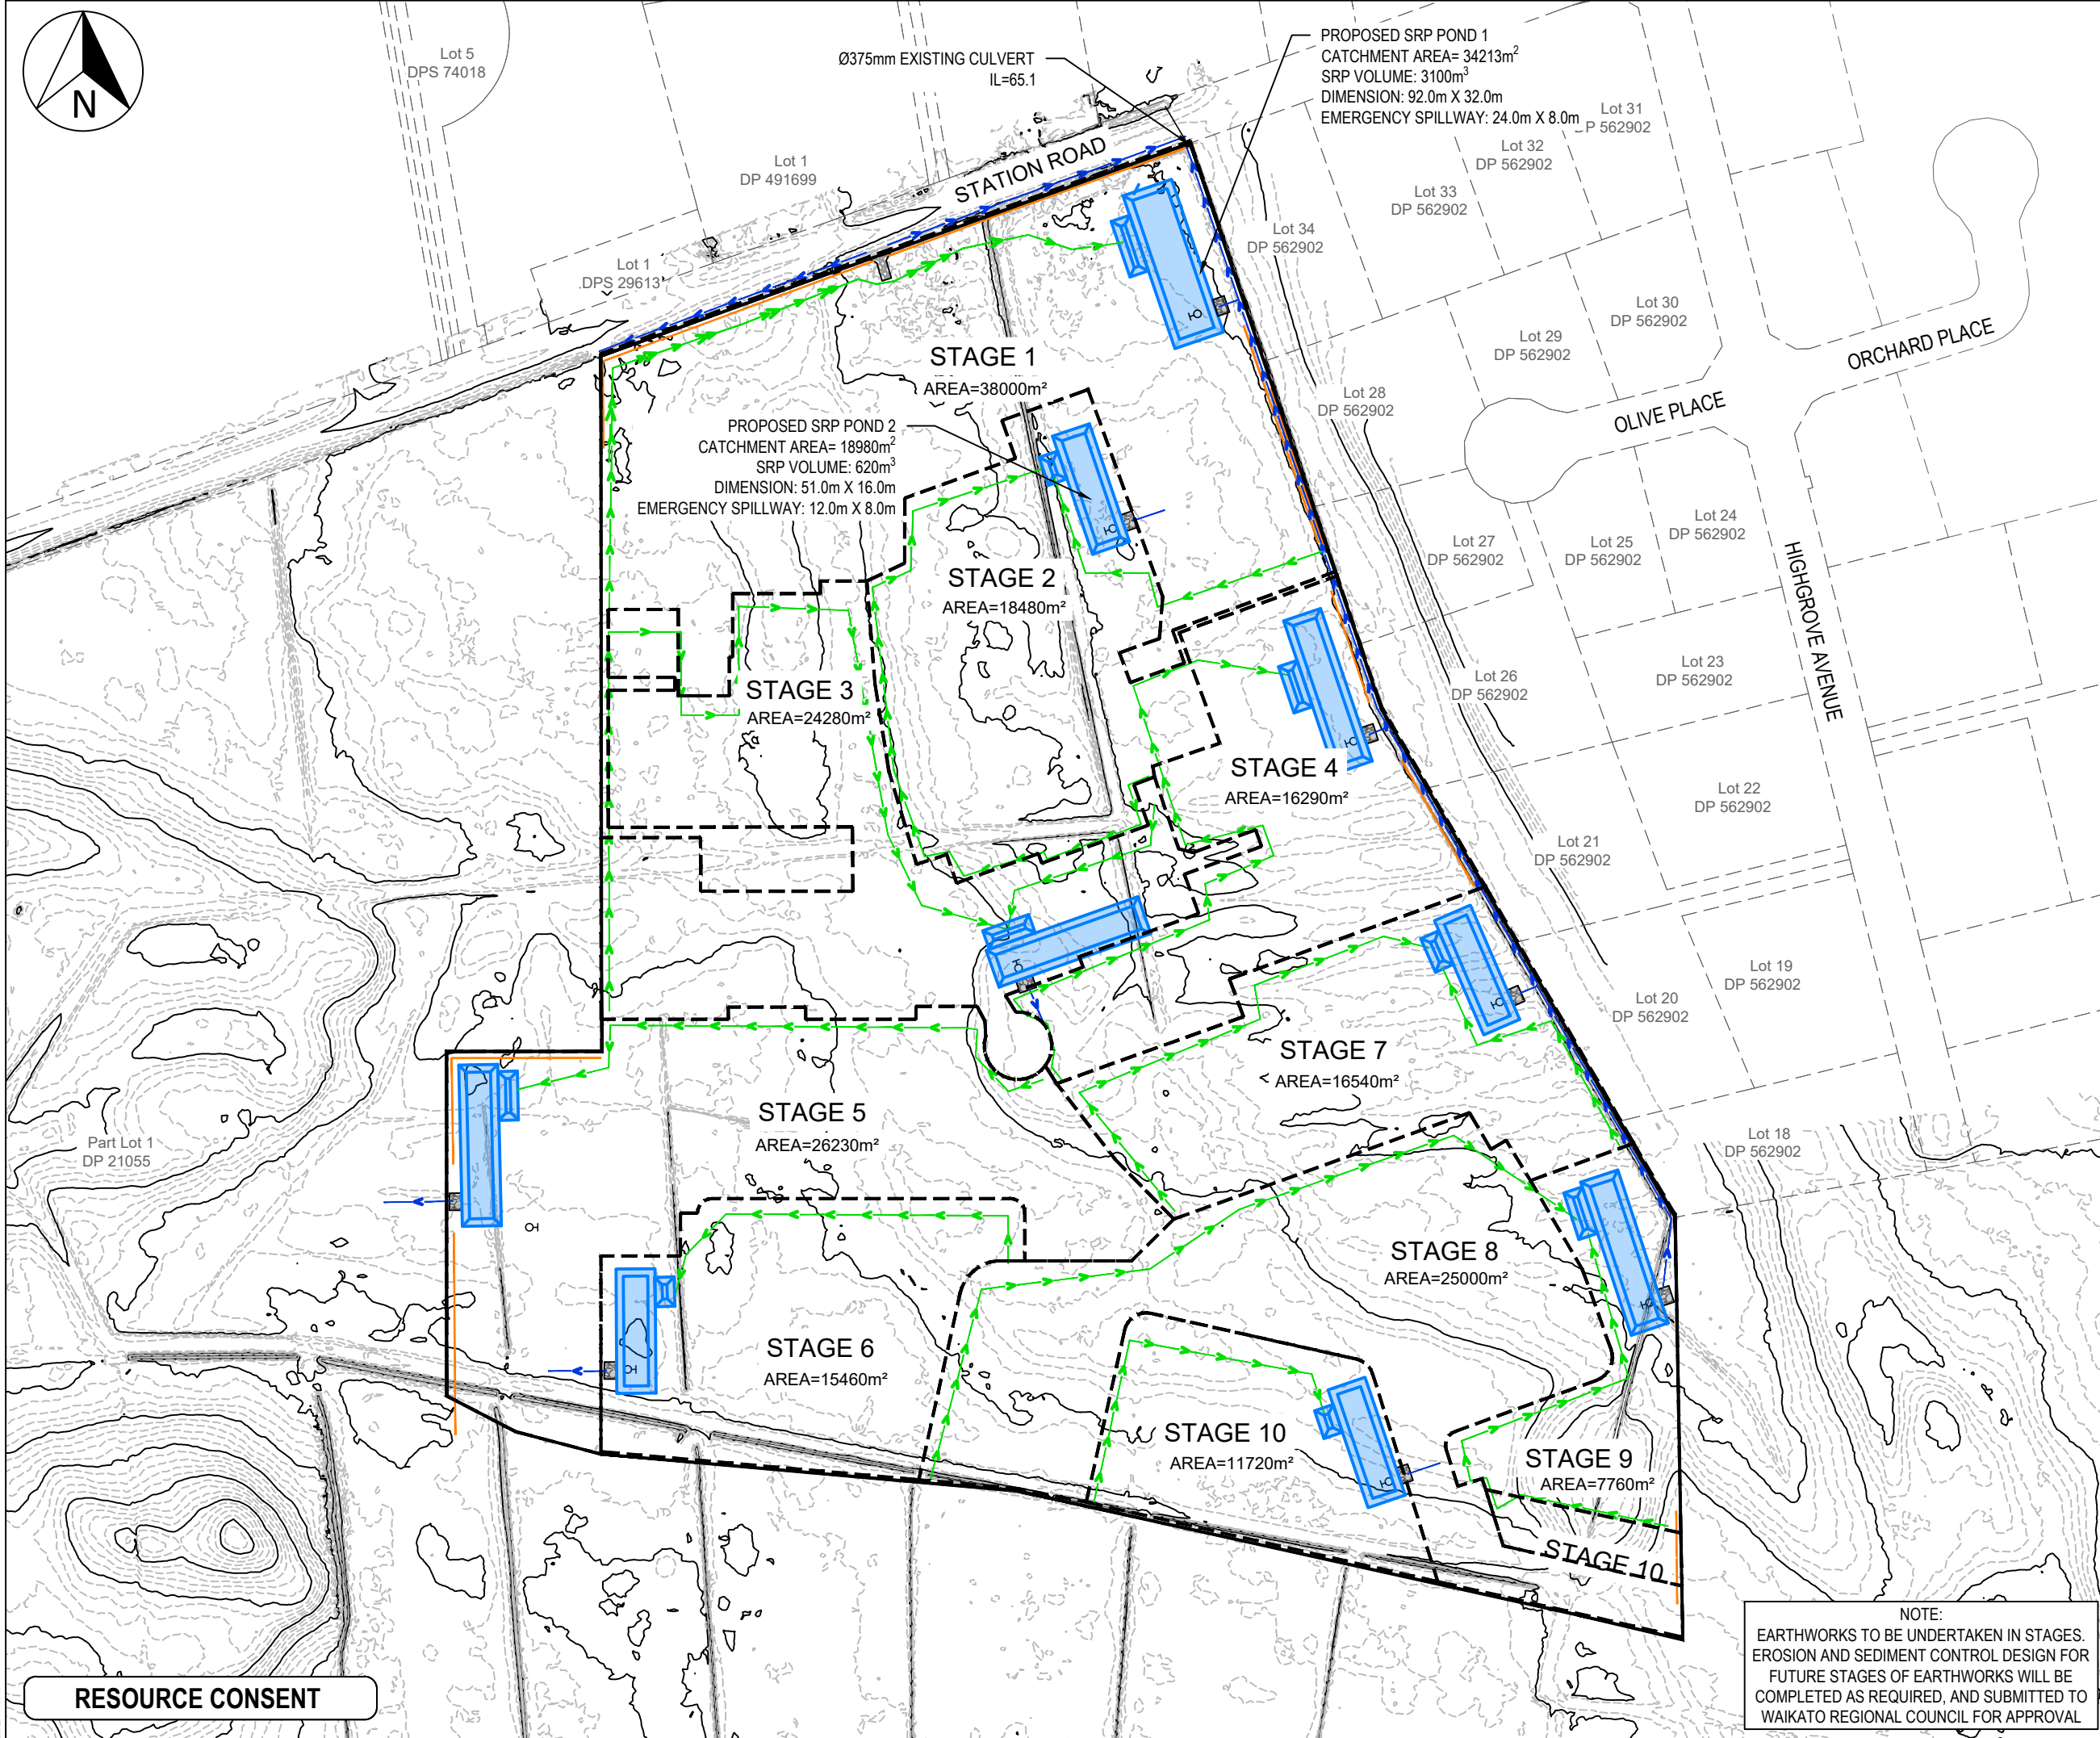 N
Lot 5
DPS 74018
Ø375mm EXISTING CULVERT
IL=65.1
PROPOSED SRP POND 1
CATCHMENT AREA= 34213m²
SRP VOLUME: 3100m³
DIMENSION: 92.0m X 32.0m
EMERGENCY SPILLWAY: 24.0m X 8.0m
Lot 31
DP 562902
Lot 32
DP 562902
Lot 33
DP 562902
Lot 1
DP 491699
STATION ROAD
Lot 34
DP 562902
Lot 1
DPS 29613
Lot 30
DP 562902
Lot 29
DP 562902
ORCHARD PLACE
STAGE 1
AREA=38000m²
Lot 28
DP 562902
OLIVE PLACE
PROPOSED SRP POND 2
CATCHMENT AREA= 18980m²
SRP VOLUME: 620m³
DIMENSION: 51.0m X 16.0m
EMERGENCY SPILLWAY: 12.0m X 8.0m
Lot 24
DP 562902
Lot 27
DP 562902
Lot 25
DP 562902
HIGHGROVE AVENUE
STAGE 2
AREA=18480m²
Lot 23
DP 562902
Lot 26
DP 562902
STAGE 3
AREA=24280m²
STAGE 4
AREA=16290m²
Lot 22
DP 562902
Lot 21
DP 562902
Lot 19
DP 562902
Lot 20
DP 562902
STAGE 7
AREA=16540m²
STAGE 5
AREA=26230m²
Part Lot 1
DP 21055
Lot 18
DP 562902
STAGE 8
AREA=25000m²
STAGE 6
AREA=15460m²
STAGE 10
AREA=11720m²
STAGE 9
AREA=7760m²
STAGE 10
RESOURCE CONSENT
NOTE:
EARTHWORKS TO BE UNDERTAKEN IN STAGES.
EROSION AND SEDIMENT CONTROL DESIGN FOR
FUTURE STAGES OF EARTHWORKS WILL BE
COMPLETED AS REQUIRED, AND SUBMITTED TO
WAIKATO REGIONAL COUNCIL FOR APPROVAL